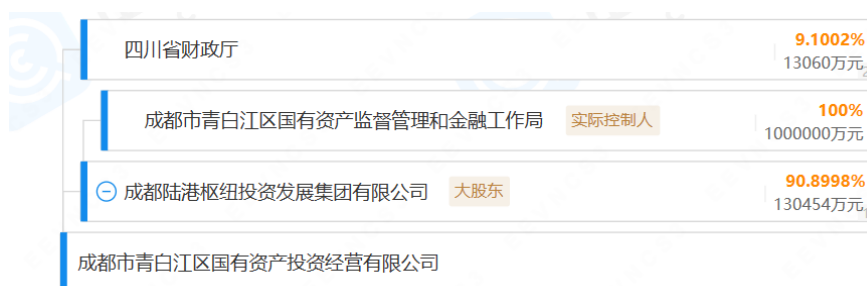 四川省财政厅
9.1002%
13060万元
成都市青白江区国有资产监督管理和金融工作局 实际控制人
100%
1000000万元
成都陆港枢纽投资发展集团有限公司 大股东
90.8998%
130454万元
成都市青白江区国有资产投资经营有限公司